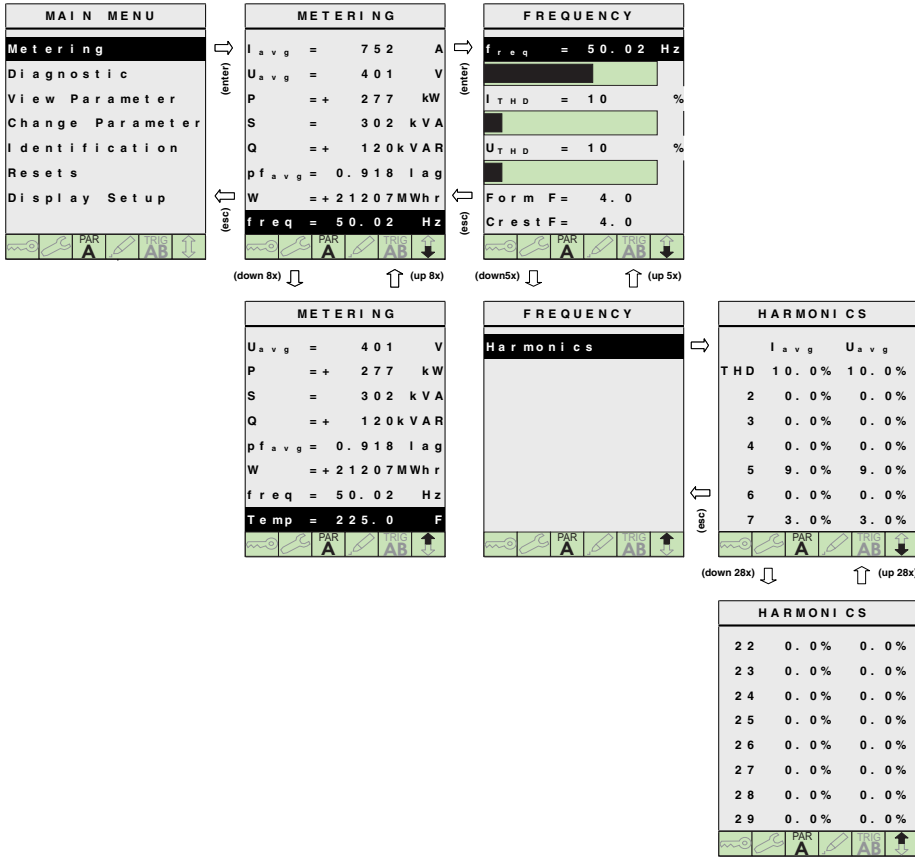 MAIN MENU
Metering
Diagnostic
View Parameter
Change Parameter
Identification
Resets
Display Setup
PAR
A
TRIG
AB
(enter)
(esc)
METERING
Iavg = 752 A
Uavg = 401 V
P =+ 277 kW
S = 302 kVA
Q =+ 120kVAR
pfavg= 0.918 lag
W =+21207MWhr
freq = 50.02 Hz
PAR
A
TRIG
AB
(enter)
(esc)
FREQUENCY
freq = 50.02 Hz
ITHD = 10 %
UTHD = 10 %
Form F= 4.0
Crest F= 4.0
PAR
A
TRIG
AB
(down 8x)
(up 8x)
(down5x)
(up 5x)
METERING
Uavg = 401 V
P =+ 277 kW
S = 302 kVA
Q =+ 120kVAR
pfavg= 0.918 lag
W =+21207MWhr
freq = 50.02 Hz
Temp = 225.0 F
PAR
A
TRIG
AB
FREQUENCY
Harmonics
PAR
A
TRIG
AB
(esc)
HARMONICS
Iavg Uavg
THD 10.0% 10.0%
2 0.0% 0.0%
3 0.0% 0.0%
4 0.0% 0.0%
5 9.0% 9.0%
6 0.0% 0.0%
7 3.0% 3.0%
PAR
A
TRIG
AB
(down 28x)
(up 28x)
HARMONICS
22 0.0% 0.0%
23 0.0% 0.0%
24 0.0% 0.0%
25 0.0% 0.0%
26 0.0% 0.0%
27 0.0% 0.0%
28 0.0% 0.0%
29 0.0% 0.0%
PAR
A
TRIG
AB